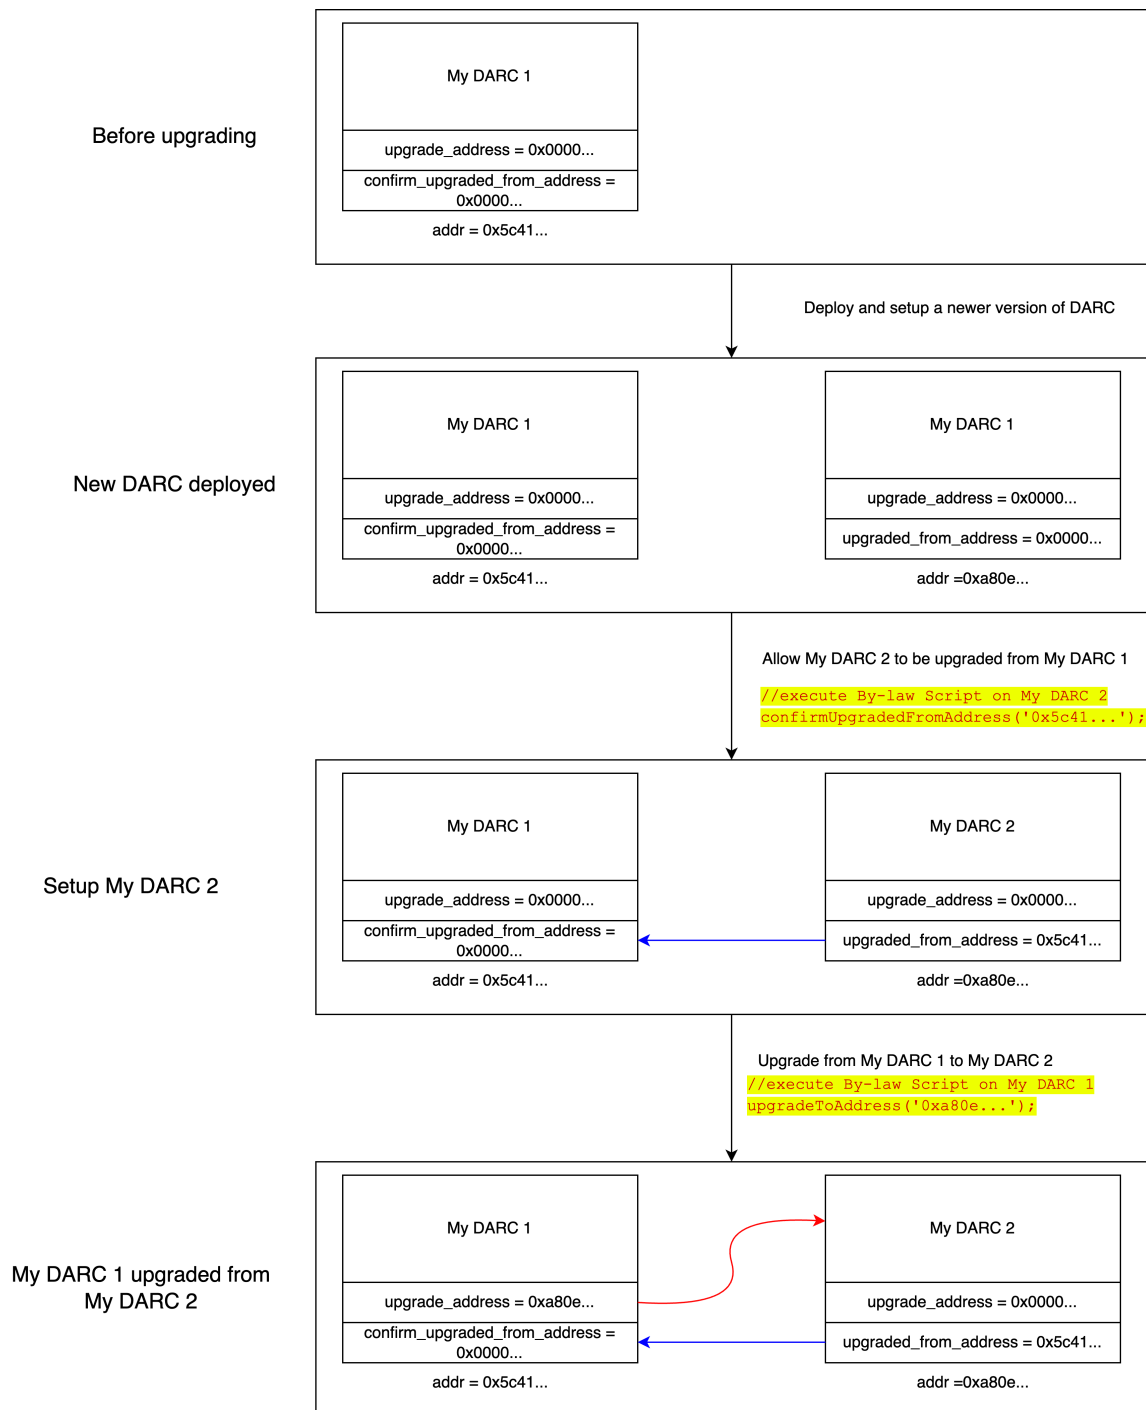 My DARC 1
Before upgrading
upgrade_address = 0x0000...
confirm_upgraded_from_address =
0x0000...
addr = 0x5c41...
Deploy and setup a newer version of DARC
My DARC 1
My DARC 1
New DARC deployed
upgrade_address = 0x0000...
upgrade_address = 0x0000...
confirm_upgraded_from_address =
0x0000...
upgraded_from_address = 0x0000...
addr = 0x5c41...
addr =0xa80e...
Allow My DARC 2 to be upgraded from My DARC 1
//execute By-law Script on My DARC 2
confirmUpgradedFromAddress('0x5c41...');
My DARC 1
My DARC 2
Setup My DARC 2
upgrade_address = 0x0000...
upgrade_address = 0x0000...
confirm_upgraded_from_address =
0x0000...
upgraded_from_address = 0x5c41...
addr = 0x5c41...
addr =0xa80e...
Upgrade from My DARC 1 to My DARC 2
//execute By-law Script on My DARC 1
upgradeToAddress('0xa80e...');
My DARC 1
My DARC 2
My DARC 1 upgraded from
My DARC 2
upgrade_address = 0xa80e...
upgrade_address = 0x0000...
confirm_upgraded_from_address =
0x0000...
upgraded_from_address = 0x5c41...
addr = 0x5c41...
addr =0xa80e...